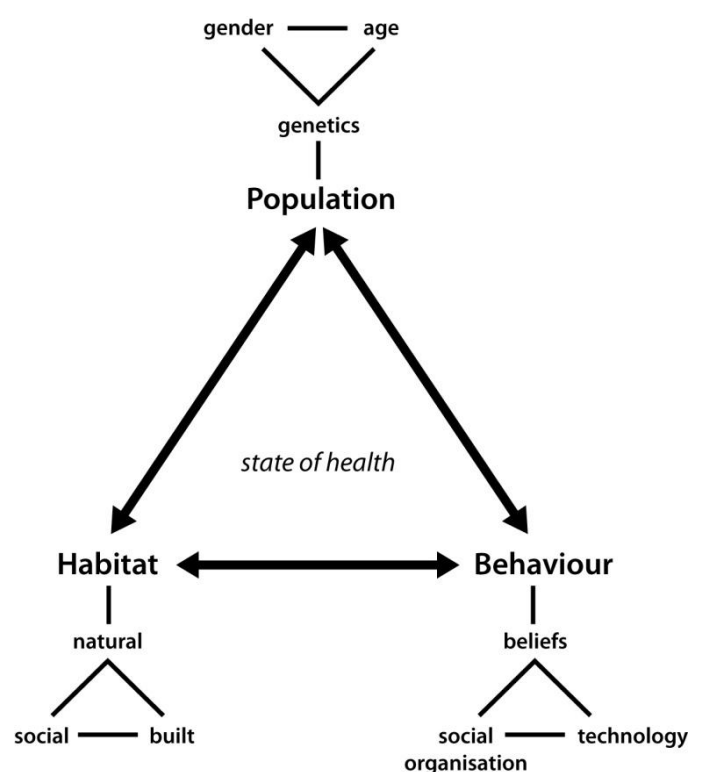 gender age
genetics
Population
state of health
Habitat Behaviour
natural beliefs
social built social technology
organisation